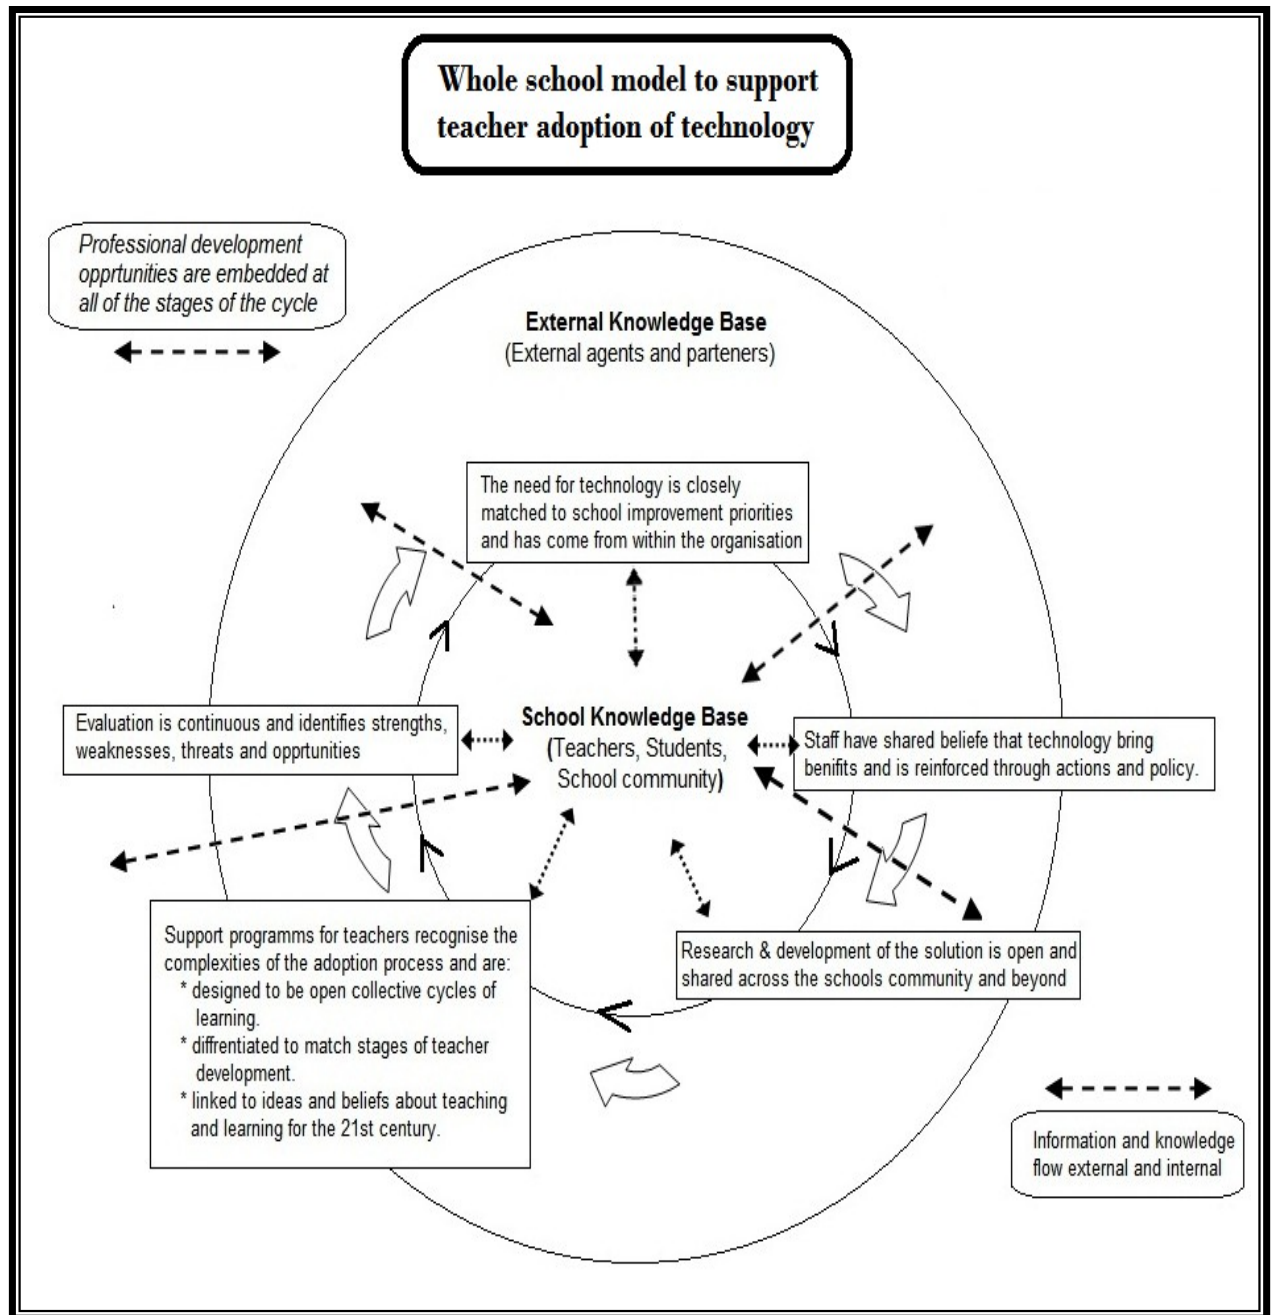 Whole school model to support
teacher adoption of technology
Professional development
opprtunities are embedded at
all of the stages of the cycle
External Knowledge Base
(External agents and parteners)
The need for technology is closely
matched to school improvement priorities
and has come from within the organisation
Evaluation is continuous and identifies strengths,
weaknesses, threats and opprtunities
School Knowledge Base
(Teachers, Students,
School community)
Staff have shared belief that technology bring
benifits and is reinforced through actions and policy.
Support programms for teachers recognise the
complexities of the adoption process and are:
* designed to be open collective cycles of
learning.
* diffrentiated to match stages of teacher
development.
* linked to ideas and beliefs about teaching
and learning for the 21st century.
Research & development of the solution is open and
shared across the schools community and beyond
Information and knowledge
flow external and internal